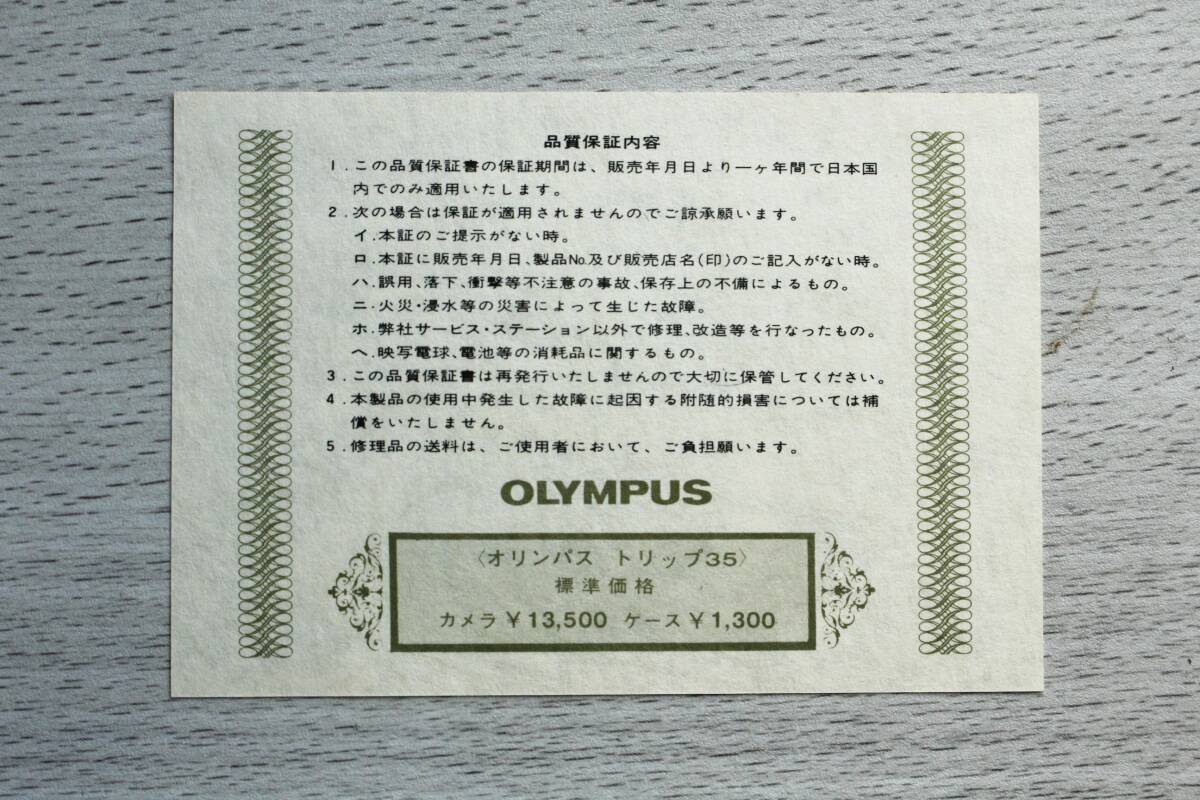 品質保証内容
1．この品質保証書の保証期間は、販売年月日より一ヶ年間で日本国
内でのみ適用いたします。
2．次の場合は保証が適用されませんのでご諒承願います。
イ．本証のご提示がない時。
ロ．本証に販売年月日、製品No.及び販売店名(印)のご記入がない時。
ハ．誤用、落下、衝撃等不注意の事故、保存上の不備によるもの。
ニ．火災・浸水等の災害によって生じた故障。
ホ．弊社サービス・ステーション以外で修理、改造等を行なったもの。
ヘ．映写電球、電池等の消耗品に関するもの。
3．この品質保証書は再発行いたしませんので大切に保管してください。
4．本製品の使用中発生した故障に起因する附随的損害については補
償をいたしません。
5．修理品の送料は、ご使用者において、ご負担願います。
OLYMPUS
〈オリンパス トリップ35〉
標準価格
カメラ ¥13,500 ケース ¥1,300